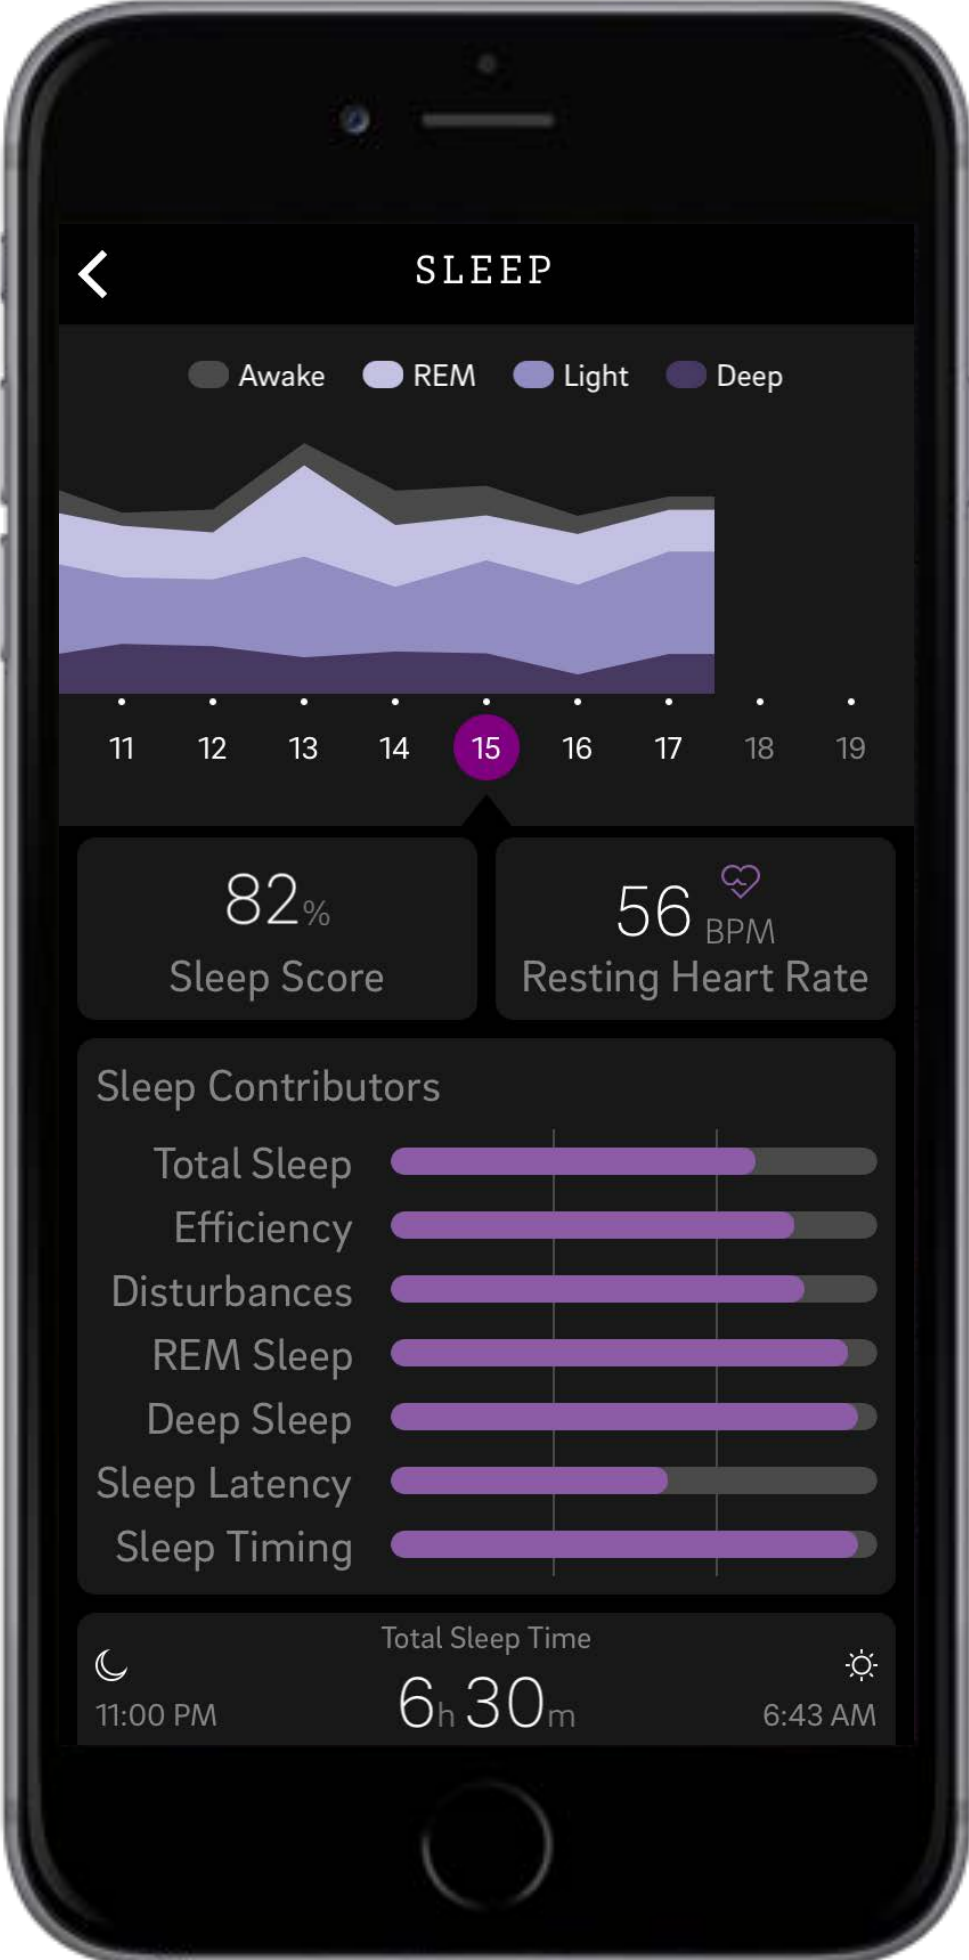 SLEEP
Awake REM Light Deep
11 12 13 14 15 16 17 18 19
82% 56 BPM
Sleep Score Resting Heart Rate
Sleep Contributors
Total Sleep
Efficiency
Disturbances
REM Sleep
Deep Sleep
Sleep Latency
Sleep Timing
Total Sleep Time
11:00 PM 6h 30m 6:43 AM